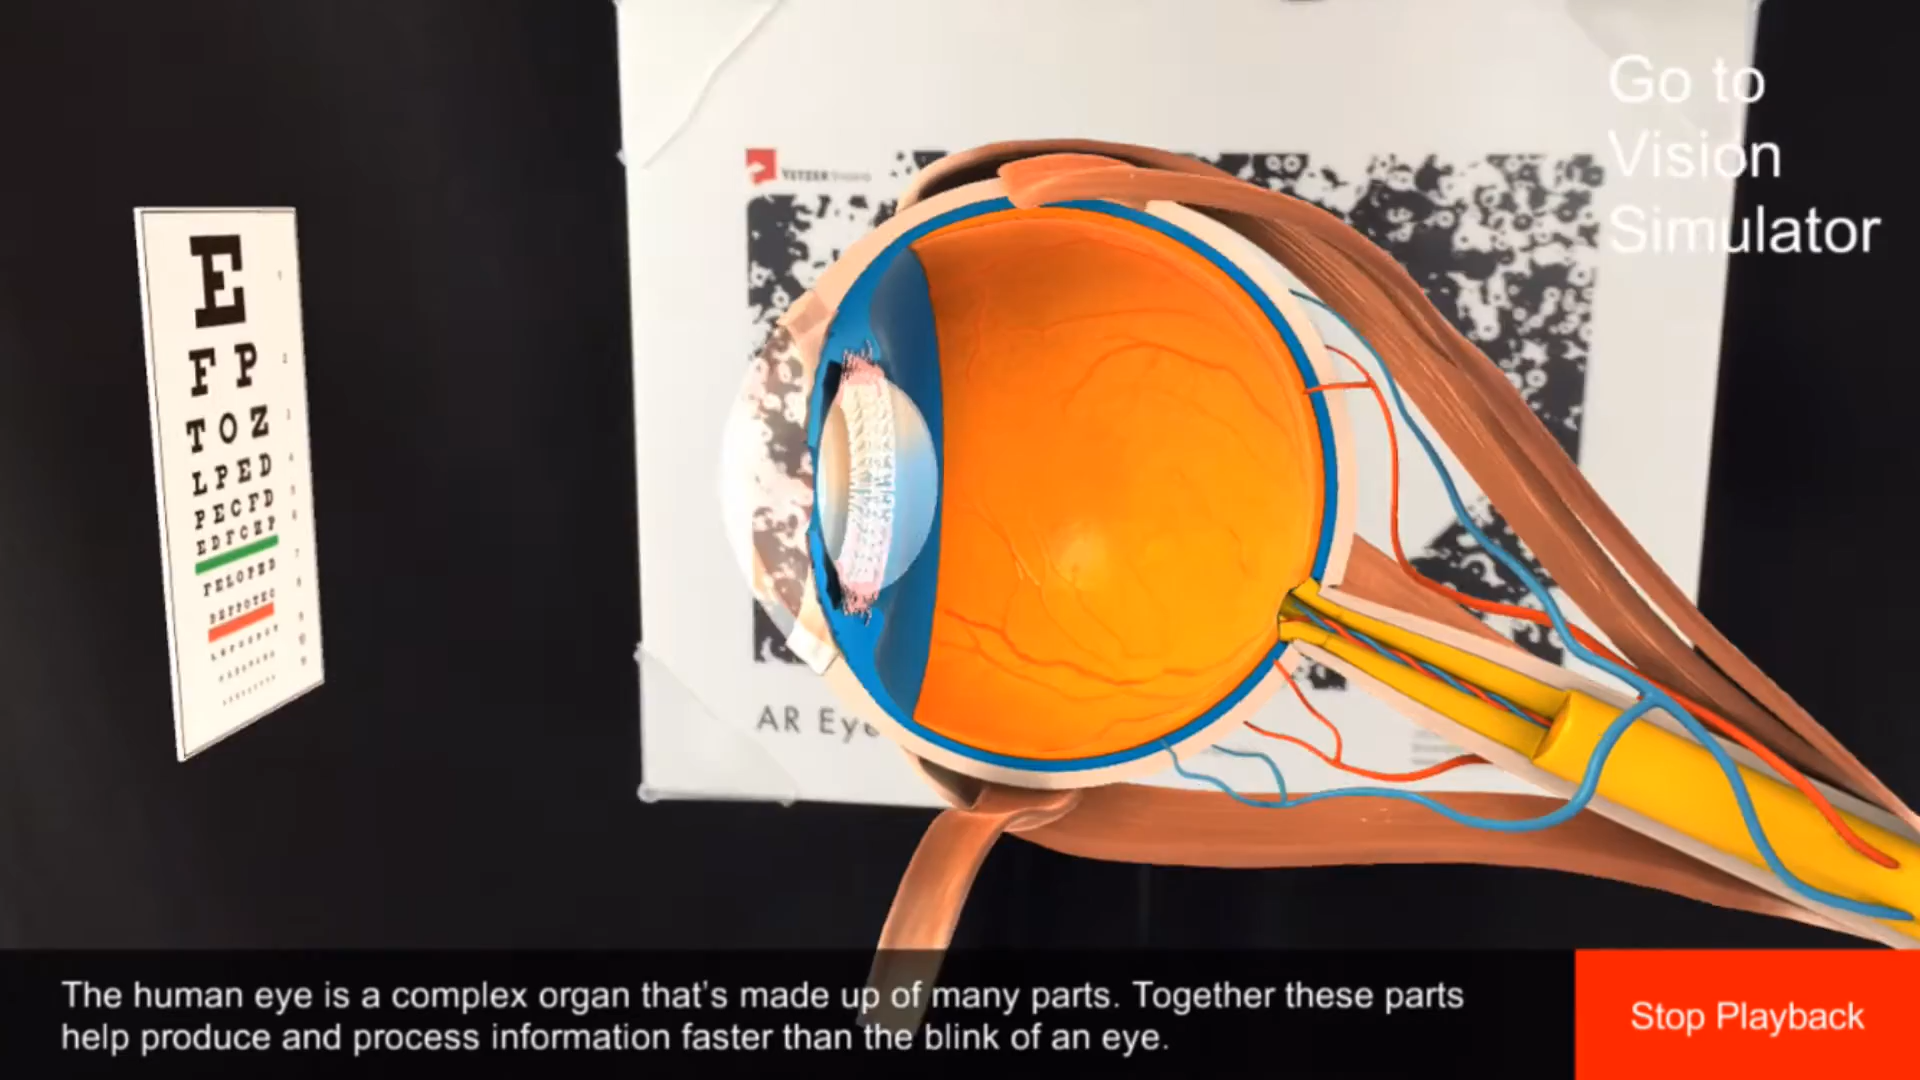 Go to
Vision
Simulator
YETZER
E
F P
T O Z
L P E D
P E C F D
E D F C Z P
F E L O P Z D
D E F P O T E C
AR Eye
The human eye is a complex organ that's made up of many parts. Together these parts
help produce and process information faster than the blink of an eye.
Stop Playback